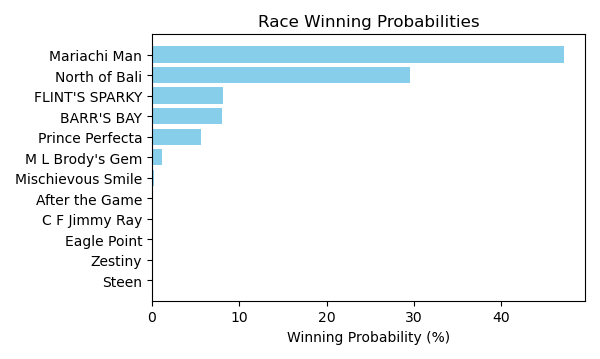 Race Winning Probabilities
Mariachi Man
North of Bali
FLINT'S SPARKY
BARR'S BAY
Prince Perfecta
M L Brody's Gem
Mischievous Smile
After the Game
C F Jimmy Ray
Eagle Point
Zestiny
Steen
0 10 20 30 40
Winning Probability (%)